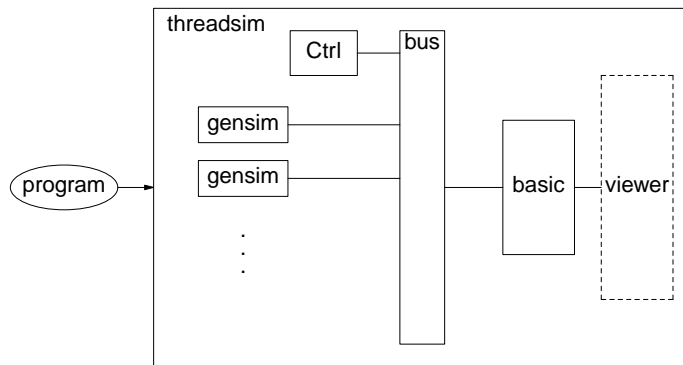 threadsim
Ctrl
bus
gensim
gensim
program
basic
viewer